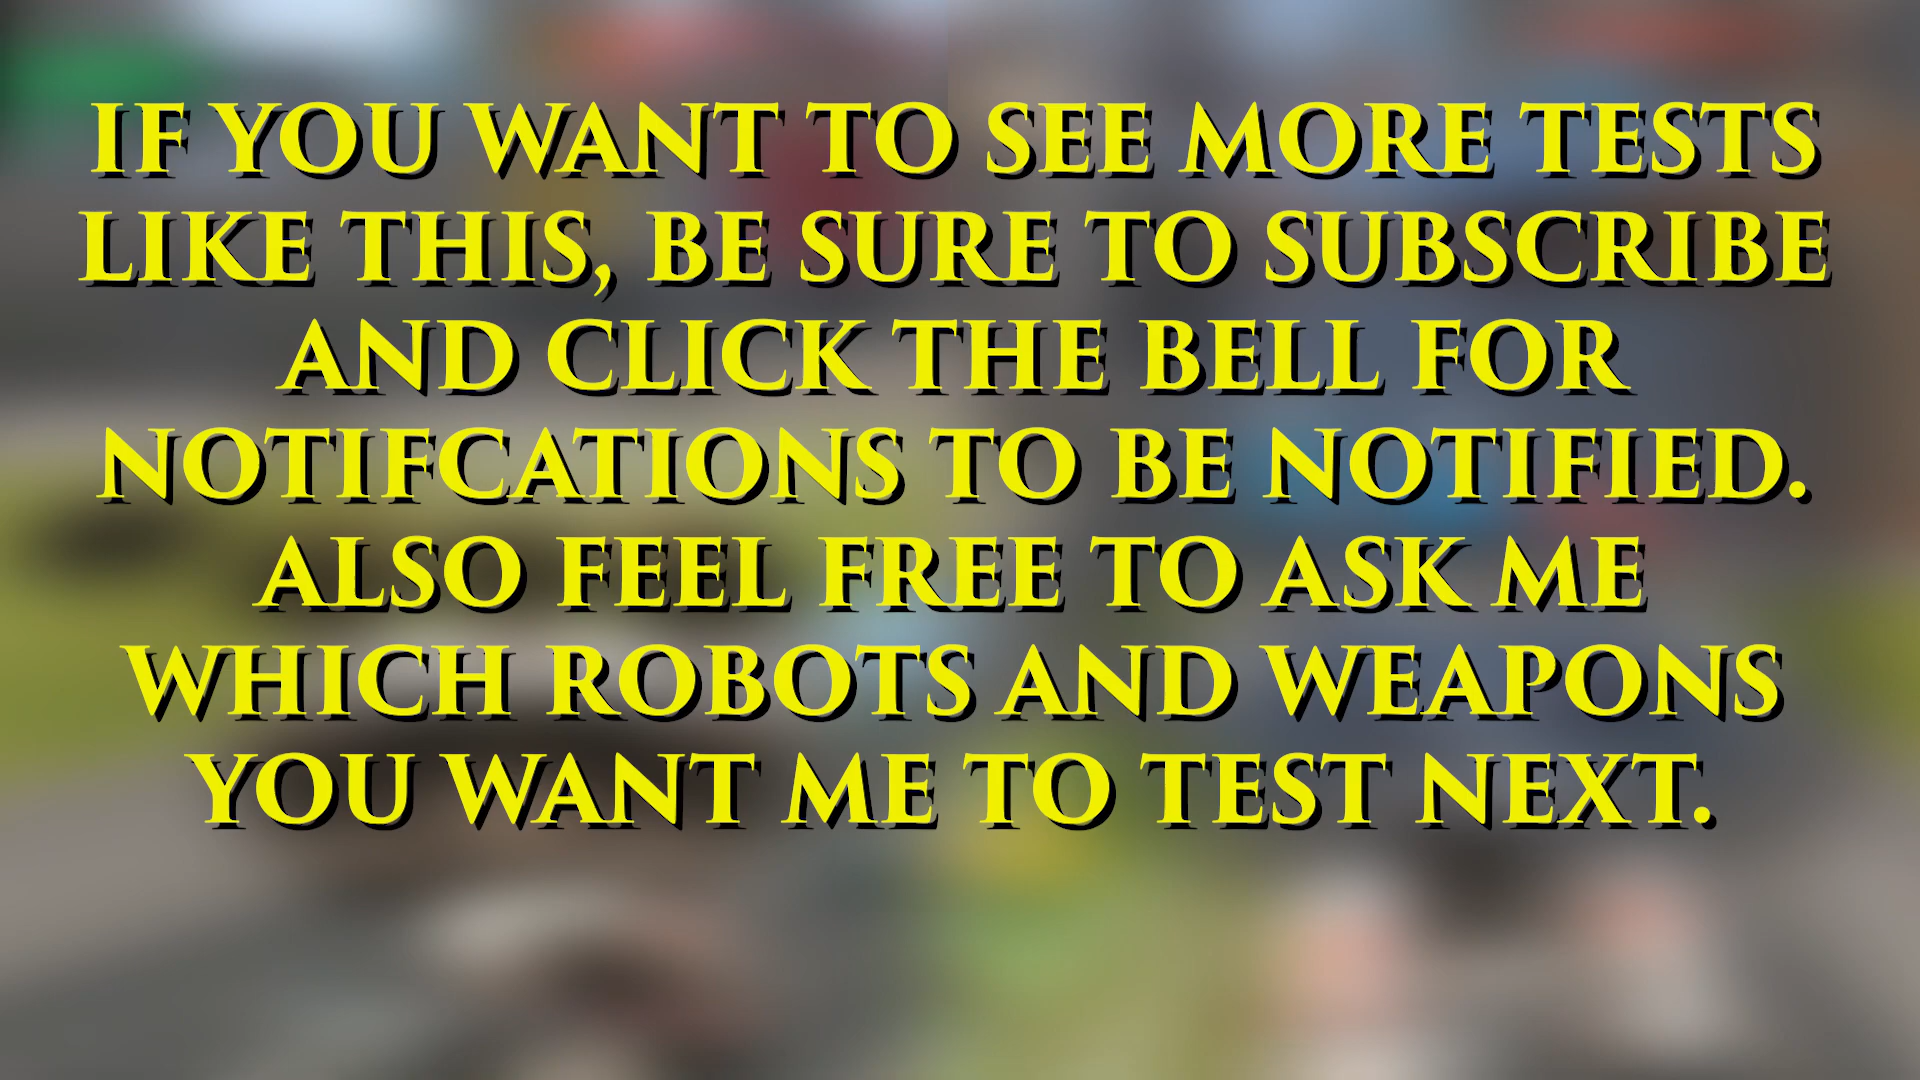 IF YOU WANT TO SEE MORE TESTS
LIKE THIS, BE SURE TO SUBSCRIBE
AND CLICK THE BELL FOR
NOTIFCATIONS TO BE NOTIFIED.
ALSO FEEL FREE TO ASK ME
WHICH ROBOTS AND WEAPONS
YOU WANT ME TO TEST NEXT.